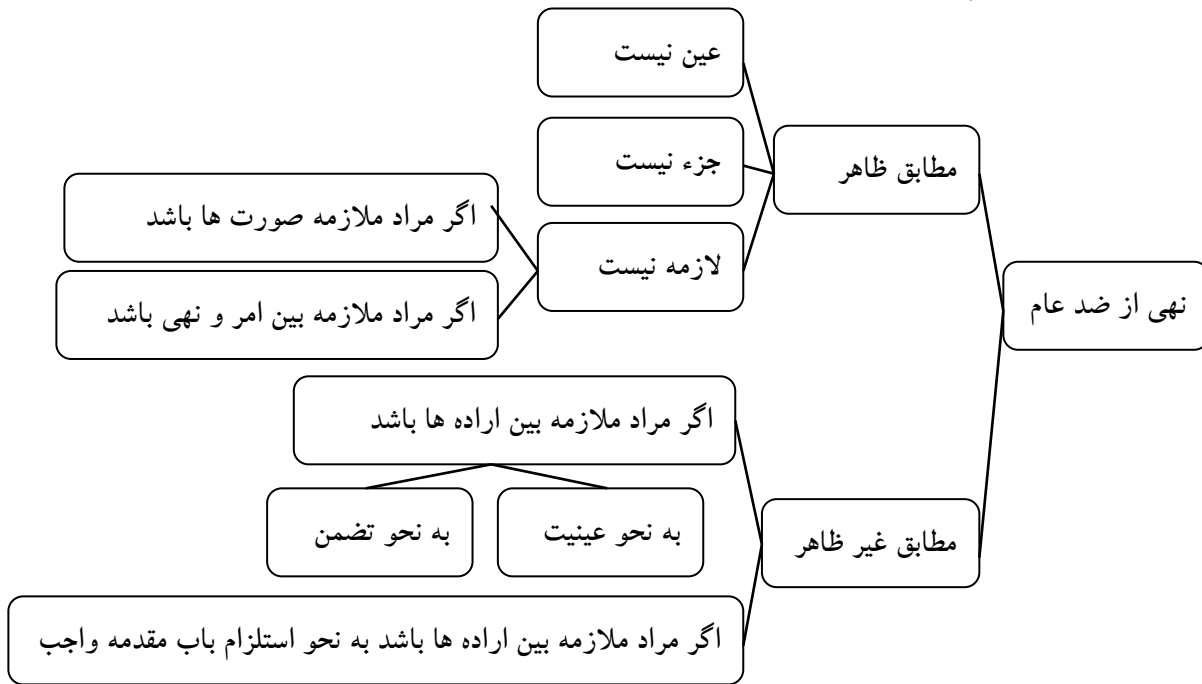 نهی از ضد عام
مطابق ظاهر
عین نیست
جزء نیست
لازمه نیست
اگر مراد ملازمه صورت ها باشد
اگر مراد ملازمه بین امر و نهی باشد
مطابق غیر ظاهر
اگر مراد ملازمه بین اراده ها باشد
به نحو عینیت
به نحو تضمن
اگر مراد ملازمه بین اراده ها باشد به نحو استلزام باب مقدمه واجب